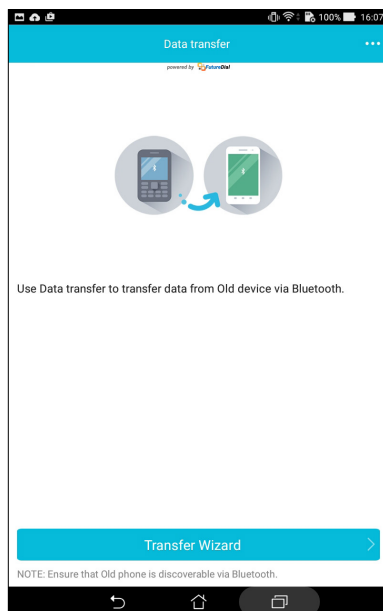 100% 16:07
Data transfer
powered by FutureDial
Use Data transfer to transfer data from Old device via Bluetooth.
Transfer Wizard
NOTE: Ensure that Old phone is discoverable via Bluetooth.